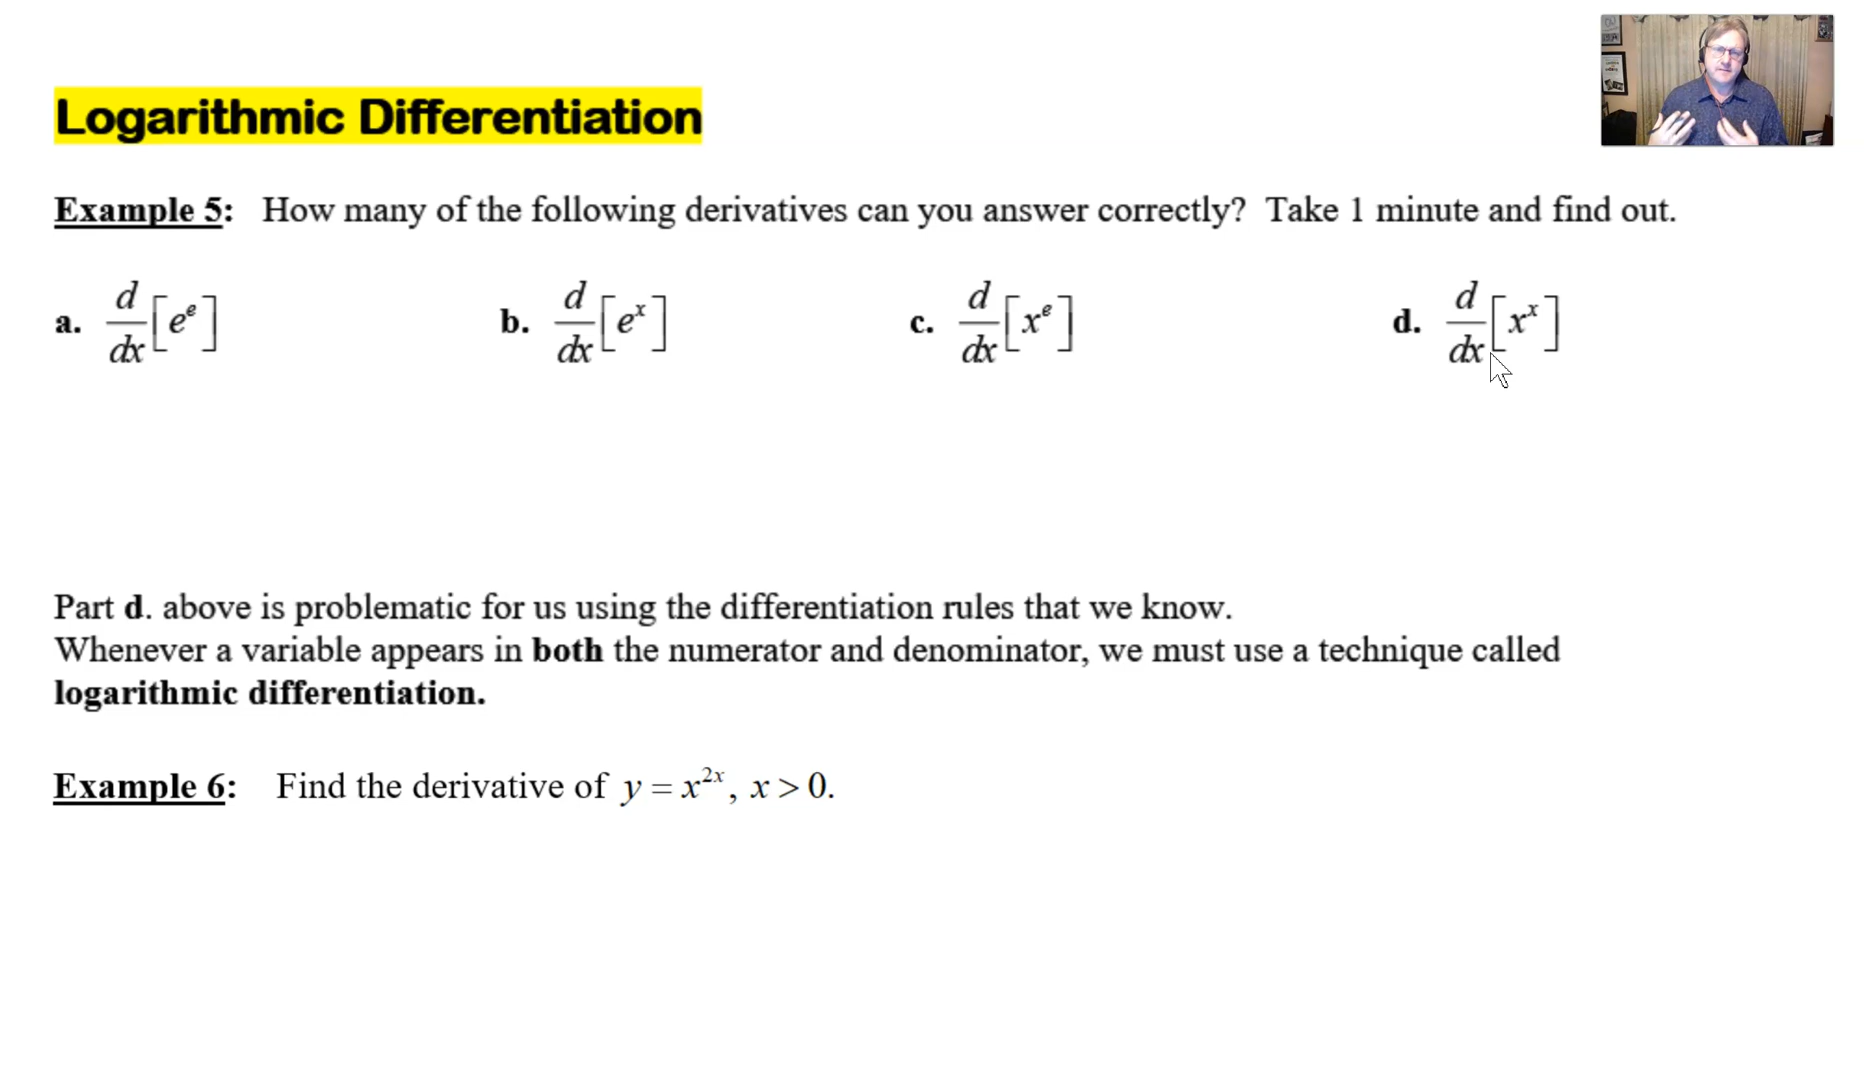 Logarithmic Differentiation
Example 5: How many of the following derivatives can you answer correctly? Take 1 minute and find out.
a. d/dx [e^e] b. d/dx [e^x] c. d/dx [x^e] d. d/dx [x^x]
Part d. above is problematic for us using the differentiation rules that we know.
Whenever a variable appears in both the numerator and denominator, we must use a technique called
logarithmic differentiation.
Example 6: Find the derivative of y = x^{2x}, x > 0.